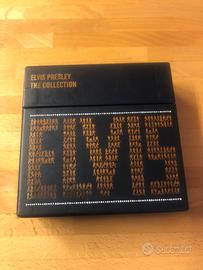 ELVIS PRESLEY
THE COLLECTION
ELVIS
Subito